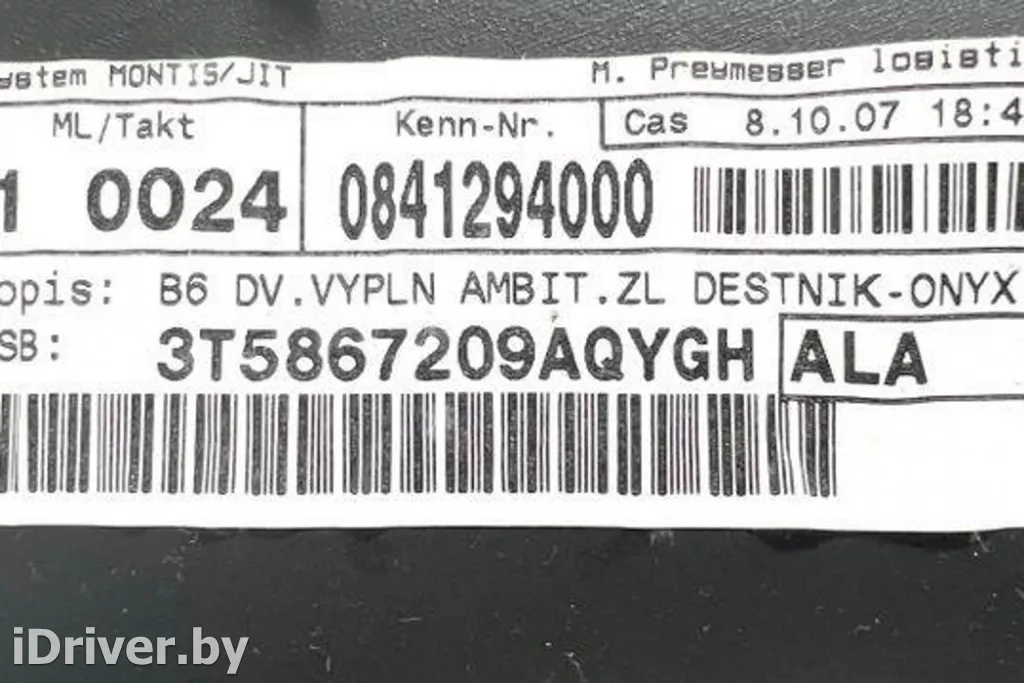 ystem MONTIS/JIT M. Preymesser logisti
ML/Takt Kenn-Nr. Cas 8.10.07 18:4
1 0024 0841294000
opis: B6 DV.VYPLN AMBIT.ZL DESTNIK-ONYX
SB: 3T5867209AQYGH ALA
iDriver.by